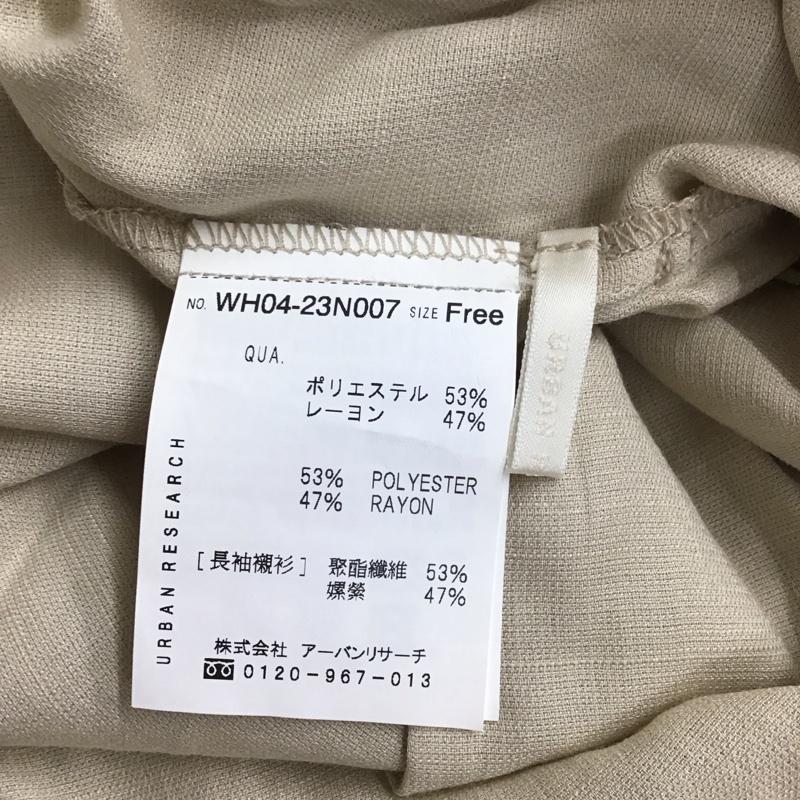 NO. WH04-23N007 SIZE Free
QUA.
ポリエステル 53%
レーヨン 47%
53% POLYESTER
47% RAYON
[長袖襯衫] 聚酯纖維 53%
嫘縈 47%
株式会社 アーバンリサーチ
0120-967-013
URBAN RESEARCH
URBAN